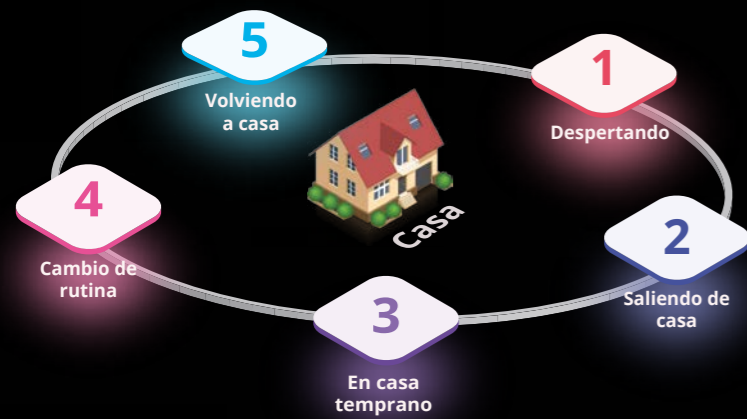 1
Despertando
2
Saliendo de
casa
3
En casa
temprano
4
Cambio de
rutina
5
Volviendo
a casa
Casa